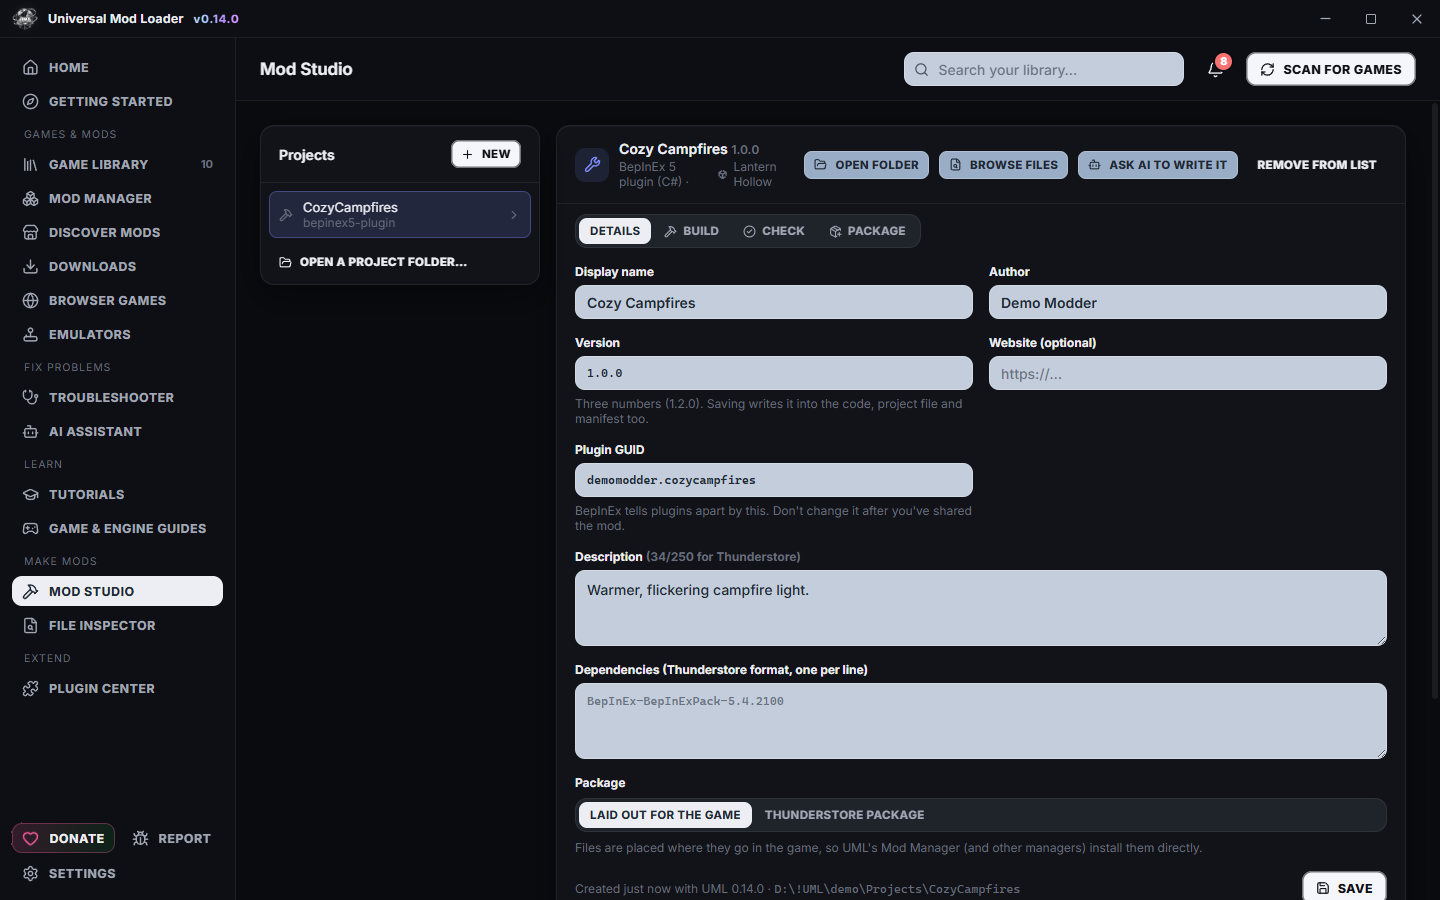 Universal Mod Loader v0.14.0
HOME
GETTING STARTED
GAMES & MODS
GAME LIBRARY 10
MOD MANAGER
DISCOVER MODS
DOWNLOADS
BROWSER GAMES
EMULATORS
FIX PROBLEMS
TROUBLESHOOTER
AI ASSISTANT
LEARN
TUTORIALS
GAME & ENGINE GUIDES
MAKE MODS
MOD STUDIO
FILE INSPECTOR
EXTEND
PLUGIN CENTER
DONATE
REPORT
SETTINGS
Mod Studio
Search your library...
8
SCAN FOR GAMES
Projects
NEW
CozyCampfires
bepinex5-plugin
OPEN A PROJECT FOLDER...
Cozy Campfires 1.0.0
BepInEx 5
plugin (C#) ·
Lantern
Hollow
OPEN FOLDER
BROWSE FILES
ASK AI TO WRITE IT
REMOVE FROM LIST
DETAILS
BUILD
CHECK
PACKAGE
Display name
Cozy Campfires
Author
Demo Modder
Version
1.0.0
Three numbers (1.2.0). Saving writes it into the code, project file and
manifest too.
Website (optional)
https://...
Plugin GUID
demomodder.cozycampfires
BepInEx tells plugins apart by this. Don't change it after you've shared
the mod.
Description (34/250 for Thunderstore)
Warmer, flickering campfire light.
Dependencies (Thunderstore format, one per line)
BepInEx-BepInExPack-5.4.2100
Package
LAID OUT FOR THE GAME
THUNDERSTORE PACKAGE
Files are placed where they go in the game, so UML's Mod Manager (and other managers) install them directly.
Created just now with UML 0.14.0 · D:\!UML\demo\Projects\CozyCampfires
SAVE